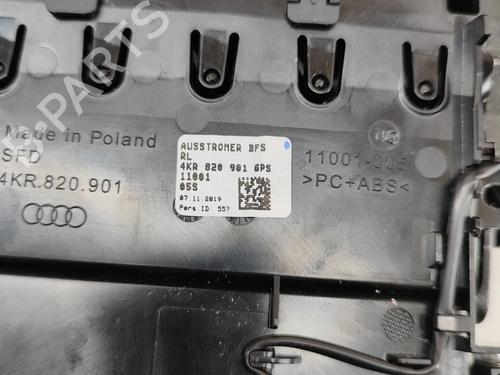 Made in Poland
SFD
4KR.820.901
AUSSTROMER BFS
RL
4KR 820 901 6PS
11001
05S
07.11.2019
Pers ID: 557
11001-005
>PC+ABS<